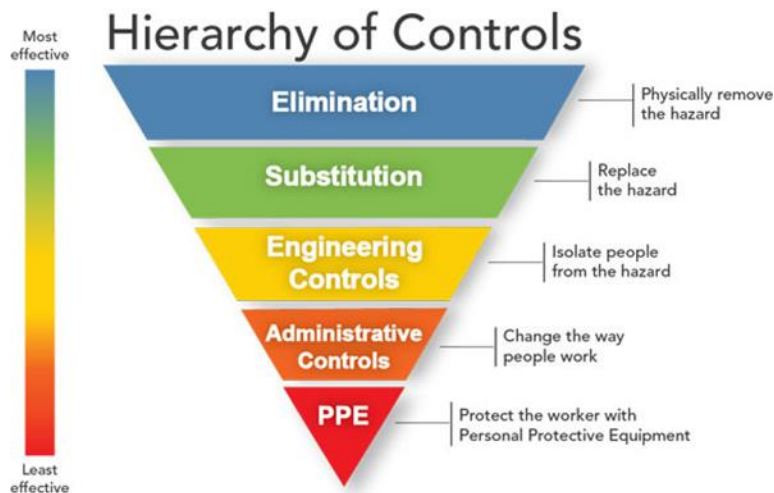 Hierarchy of Controls
Most
effective
Elimination
Physically remove
the hazard
Substitution
Replace
the hazard
Engineering
Controls
Isolate people
from the hazard
Administrative
Controls
Change the way
people work
PPE
Protect the worker with
Personal Protective Equipment
Least
effective